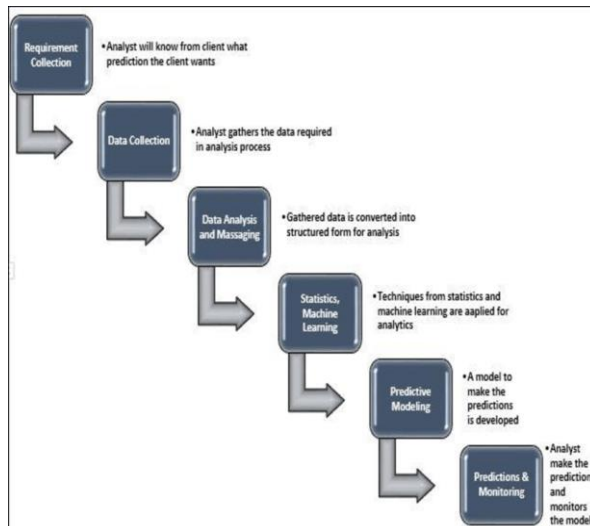 Requirement
Collection
•Analyst will know from client what
prediction the client wants
Data Collection
•Analyst gathers the data required
in analysis process
Data Analysis
and Massaging
•Gathered data is converted into
structured form for analysis
Statistics,
Machine
Learning
•Techniques from statistics and
machine learning are aaplied for
analytics
Predictive
Modeling
•A model to
make the
predictions
is developed
Predictions &
Monitoring
•Analyst
make the
prediction
and
monitors
the model